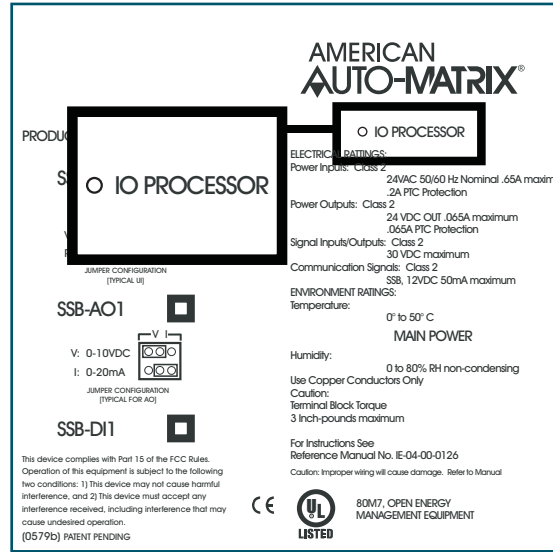 AMERICAN
AUTO-MATRIX®
IO PROCESSOR
IO PROCESSOR
JUMPER CONFIGURATION
(TYPICAL UI)
SSB-AO1
V I
V: 0-10VDC
I: 0-20mA
JUMPER CONFIGURATION
(TYPICAL FOR AO)
SSB-DI1
This device complies with Part 15 of the FCC Rules.
Operation of this equipment is subject to the following
two conditions: 1) This device may not cause harmful
interference, and 2) This device must accept any
interference received, including interference that may
cause undesired operation.
(0579b) PATENT PENDING
ELECTRICAL RATTINGS:
Power Inputs: Class 2
24VAC 50/60 Hz Nominal .65A maxim
.2A PTC Protection
Power Outputs: Class 2
24 VDC OUT .065A maximum
.065A PTC Protection
Signal Inputs/Outputs: Class 2
30 VDC maximum
Communication Signals: Class 2
SSB, 12VDC 50mA maximum
ENVIRONMENT RATINGS:
Temperature:
0° to 50° C
MAIN POWER
Humidity:
0 to 80% RH non-condensing
Use Copper Conductors Only
Caution:
Terminal Block Torque
3 Inch-pounds maximum
For Instructions See
Reference Manual No. IE-04-00-0126
Caution: Improper wiring will cause damage. Refer to Manual
CE
UL
LISTED
80M7, OPEN ENERGY
MANAGEMENT EQUIPMENT